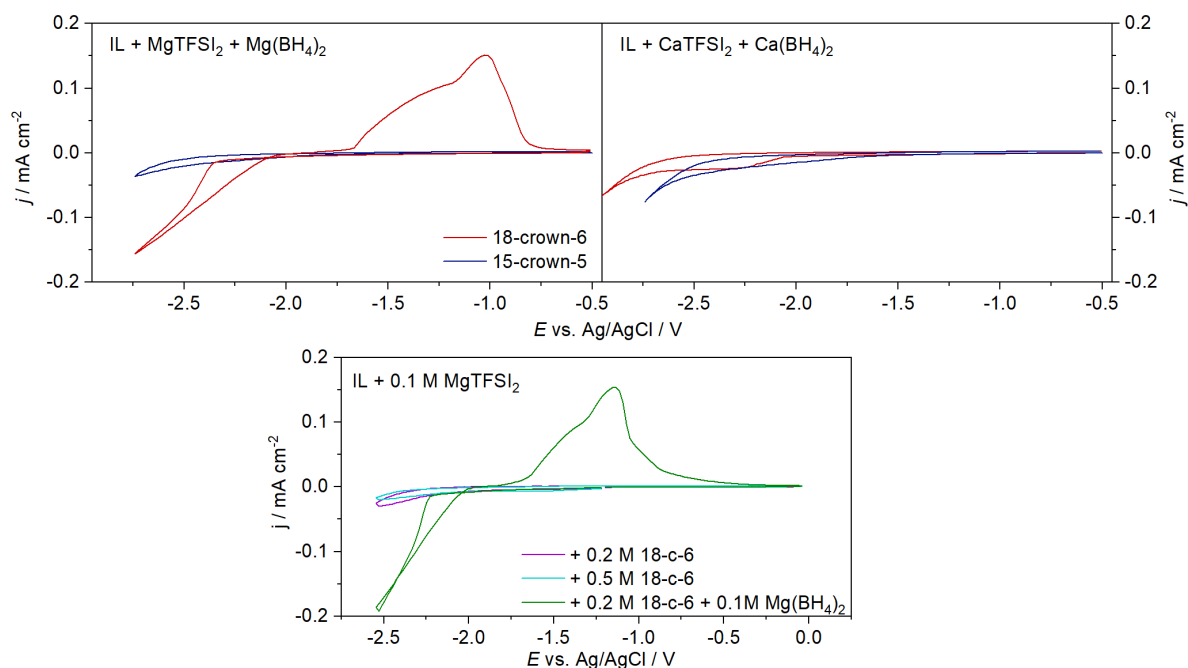 IL + MgTFSI₂ + Mg(BH₄)₂
IL + CaTFSI₂ + Ca(BH₄)₂
0.2
0.1
0.0
-0.1
-0.2
j / mA cm⁻²
18-crown-6
15-crown-5
0.2
0.1
0.0
-0.1
-0.2
j / mA cm⁻²
-2.5 -2.0 -1.5 -1.0 -0.5 -2.5 -2.0 -1.5 -1.0 -0.5
E vs. Ag/AgCl / V
IL + 0.1 M MgTFSI₂
0.2
0.1
0.0
-0.1
-0.2
j / mA cm⁻²
+ 0.2 M 18-c-6
+ 0.5 M 18-c-6
+ 0.2 M 18-c-6 + 0.1M Mg(BH₄)₂
-2.5 -2.0 -1.5 -1.0 -0.5 0.0
E vs. Ag/AgCl / V